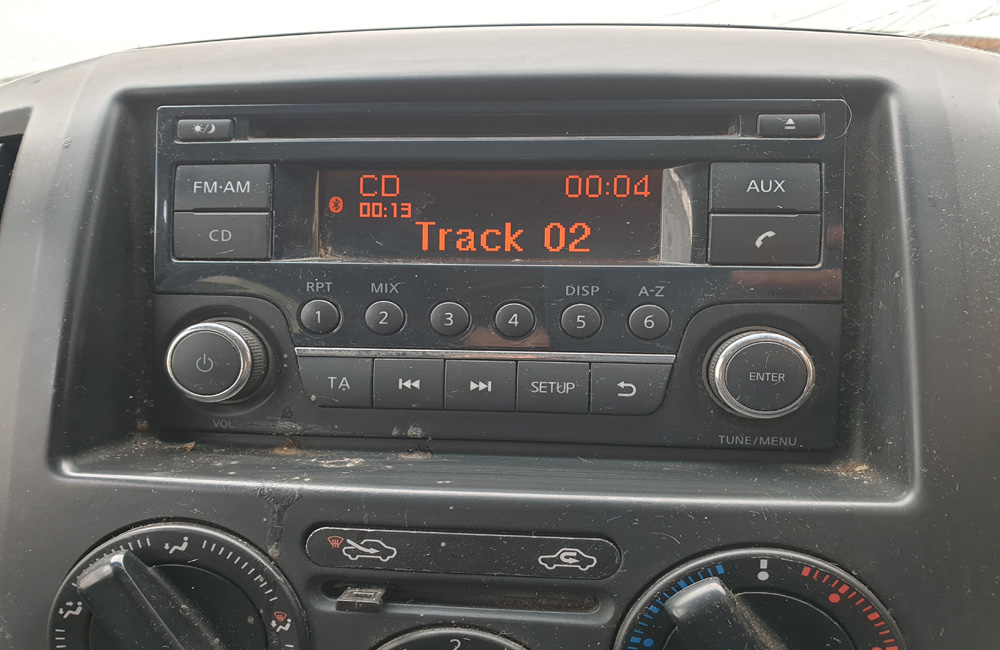 FM·AM
CD
CD 00:04
00:13
Track 02
AUX
RPT MIX DISP A-Z
1 2 3 4 5 6
TA SETUP
ENTER
VOL
TUNE/MENU
2